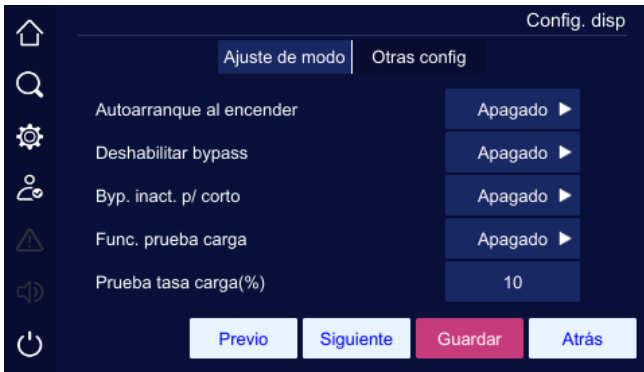 Config. disp
Ajuste de modo Otras config
Autoarranque al encender Apagado
Deshabilitar bypass Apagado
Byp. inact. p/ corto Apagado
Func. prueba carga Apagado
Prueba tasa carga(%) 10
Previo Siguiente Guardar Atrás